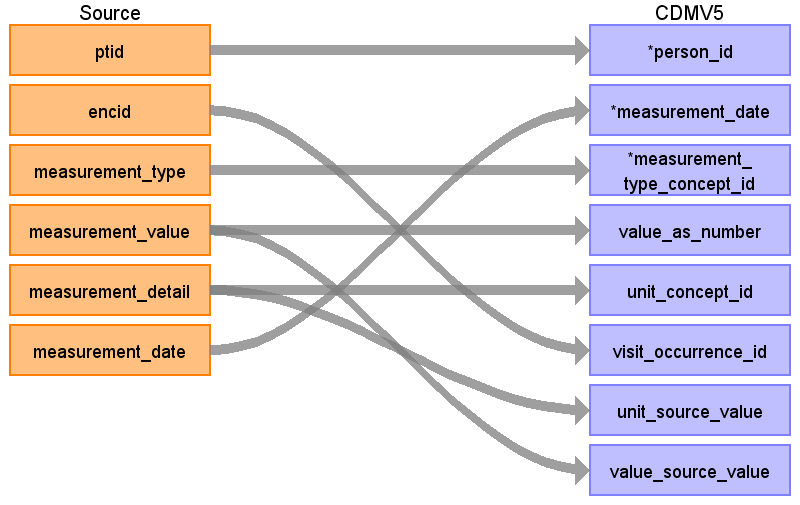 Source
CDMV5
ptid
*person_id
encid
*measurement_date
measurement_type
*measurement_
type_concept_id
measurement_value
value_as_number
measurement_detail
unit_concept_id
measurement_date
visit_occurrence_id
unit_source_value
value_source_value